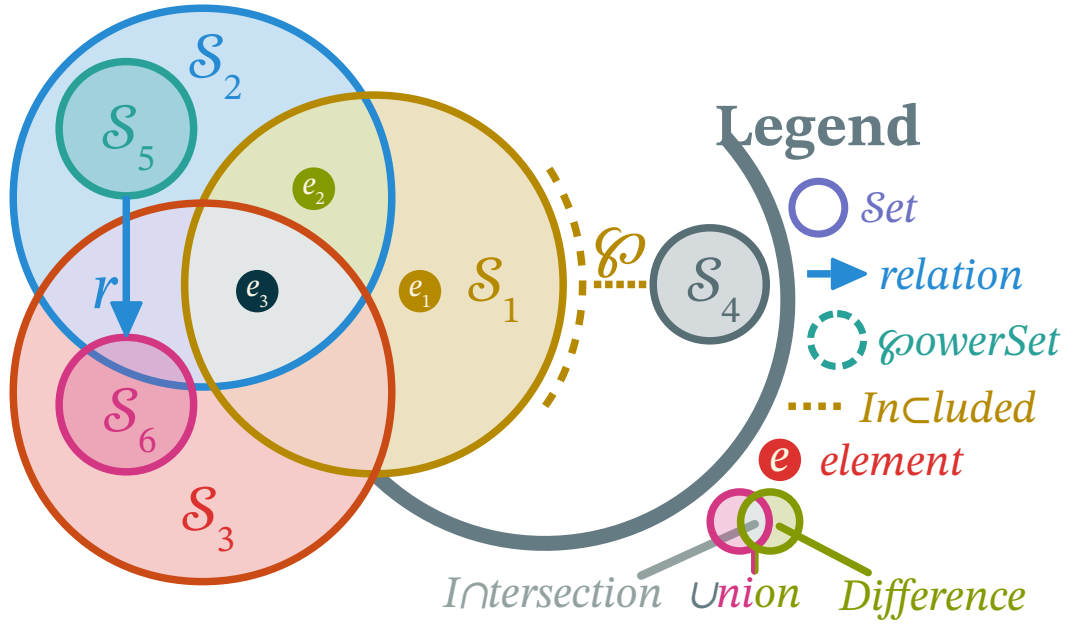 𝒮₂
𝒮₅
e₂
r
e₃
e₁
𝒮₁
℘
𝒮₄
𝒮₆
𝒮₃
Legend
𝒮et
relation
℘owerSet
In⊂luded
e element
I∩tersection ∪nion Difference